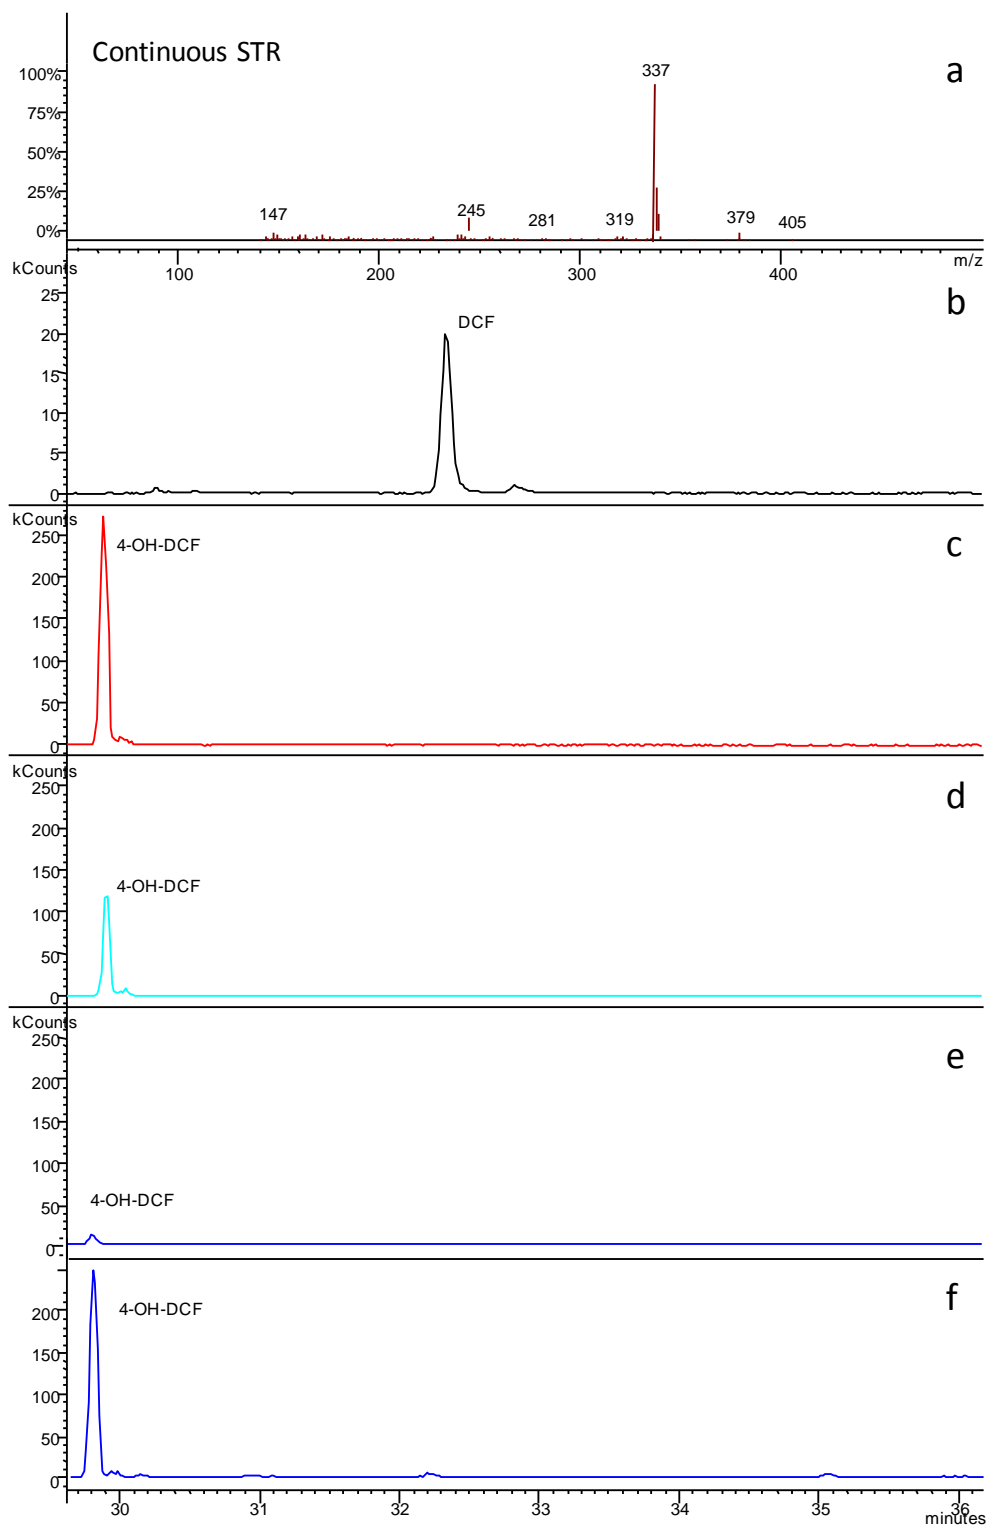 Continuous STR
a
100%
75%
50%
25%
0%
337
147
245
281
319
379
405
100
200
300
400
m/z
kCounts
b
25
20
15
10
5
0
DCF
kCounts
c
250
200
150
100
50
0
4-OH-DCF
kCounts
d
250
200
150
100
50
0
4-OH-DCF
kCounts
e
250
200
150
100
50
0
4-OH-DCF
f
200
150
100
50
0
4-OH-DCF
30
31
32
33
34
35
36
minutes